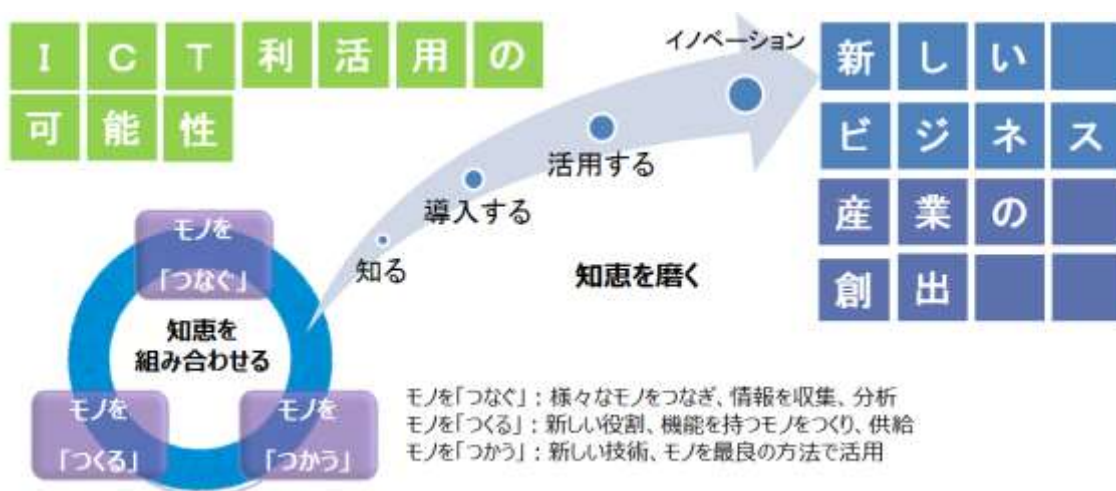 ICT利活用の
可能性
イノベーション
活用する
導入する
知る
知恵を磨く
新しい
ビジネス
産業の
創出
モノを
「つなぐ」
知恵を
組み合わせる
モノを
「つくる」
モノを
「つかう」
モノを「つなぐ」：様々なモノをつなぎ、情報を収集、分析
モノを「つくる」：新しい役割、機能を持つモノをつくり、供給
モノを「つかう」：新しい技術、モノを最良の方法で活用